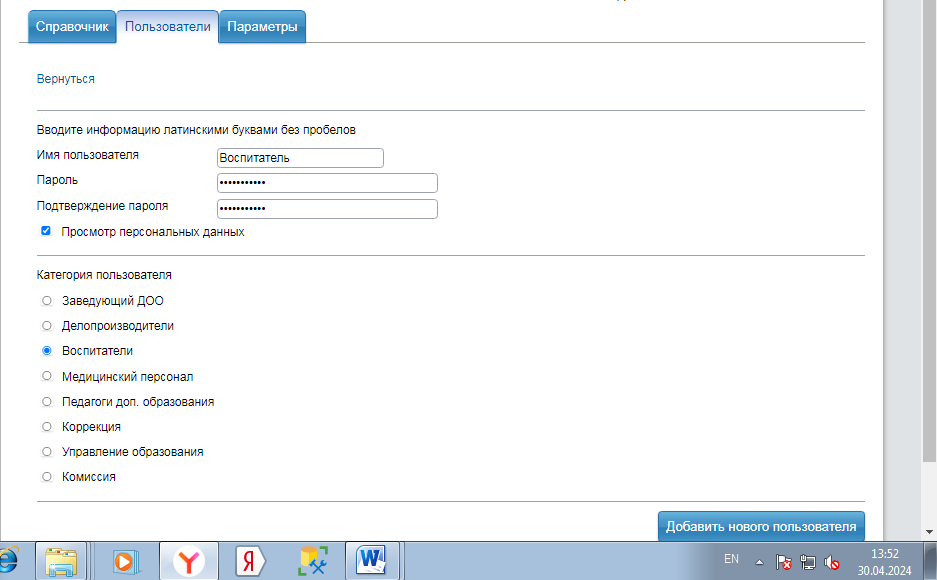 Справочник Пользователи Параметры
Вернуться
Вводите информацию латинскими буквами без пробелов
Имя пользователя Воспитатель
Пароль •••••••••••
Подтверждение пароля •••••••••••
Просмотр персональных данных
Категория пользователя
Заведующий ДОО
Делопроизводители
Воспитатели
Медицинский персонал
Педагоги доп. образования
Коррекция
Управление образования
Комиссия
Добавить нового пользователя
Я W EN 13:52
30.04.2024